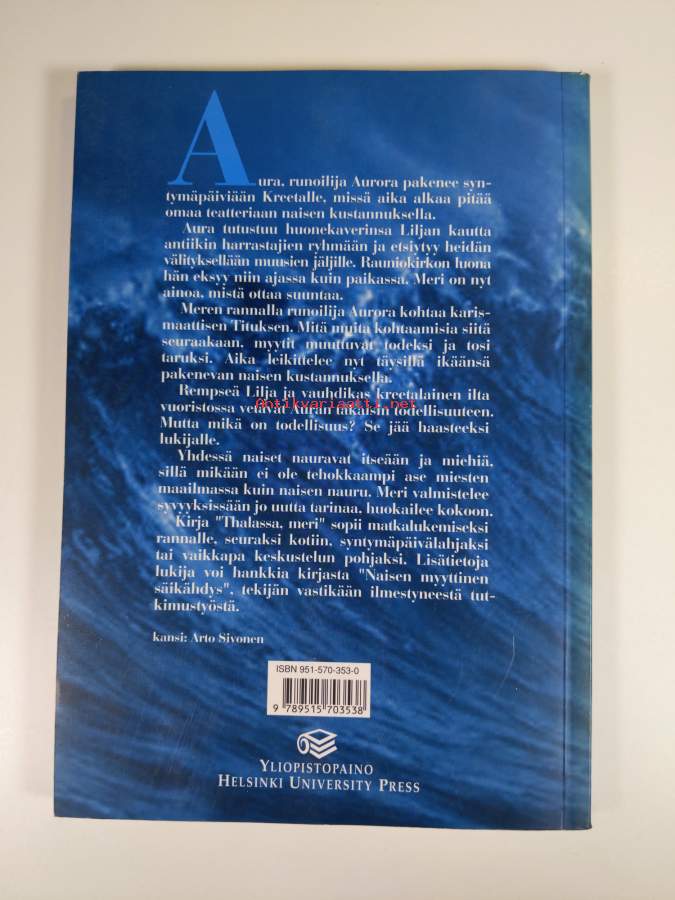 Aura, runoilija Aurora pakenee syn-
tymäpäiviään Kreetalle, missä aika alkaa pitää
omaa teatteriaan naisen kustannuksella.
Aura tutustuu huonekaverinsa Liljan kautta
antiikin harrastajien ryhmään ja etsiytyy heidän
välityksellään muusien jäljille. Rauniokirkon luona
hän eksyy niin ajassa kuin paikassa. Meri on nyt
ainoa, mistä ottaa suuntaa.
Meren rannalla runoilija Aurora kohtaa karis-
maattisen Tituksen. Mitä muita kohtaamisia siitä
seuraakaan, myytit muuttuvat todeksi ja tosi
taruksi. Aika leikittelee nyt täysillä ikäänsä
pakenevan naisen kustannuksella.
Rempseä Lilja ja vauhdikas kreetalainen ilta
Antikvariaatti.net
vuoristossa vetävät Auran takaisin todellisuuteen.
Mutta mikä on todellisuus? Se jää haasteeksi
lukijalle.
Yhdessä naiset nauravat itseään ja miehiä,
sillä mikään ei ole tehokkaampi ase miesten
maailmassa kuin naisen nauru. Meri valmistelee
syvyyksissään jo uutta tarinaa, huokailee kokoon.
Kirja "Thalassa, meri" sopii matkalukemiseksi
rannalle, seuraksi kotiin, syntymäpäivälahjaksi
tai vaikkapa keskustelun pohjaksi. Lisätietoja
lukija voi hankkia kirjasta "Naisen myyttinen
säikähdys", tekijän vastikään ilmestyneestä tut-
kimustyöstä.
kansi: Arto Sivonen
ISBN 951-570-353-0
9 789515 703538
YLIOPISTOPAINO
HELSINKI UNIVERSITY PRESS